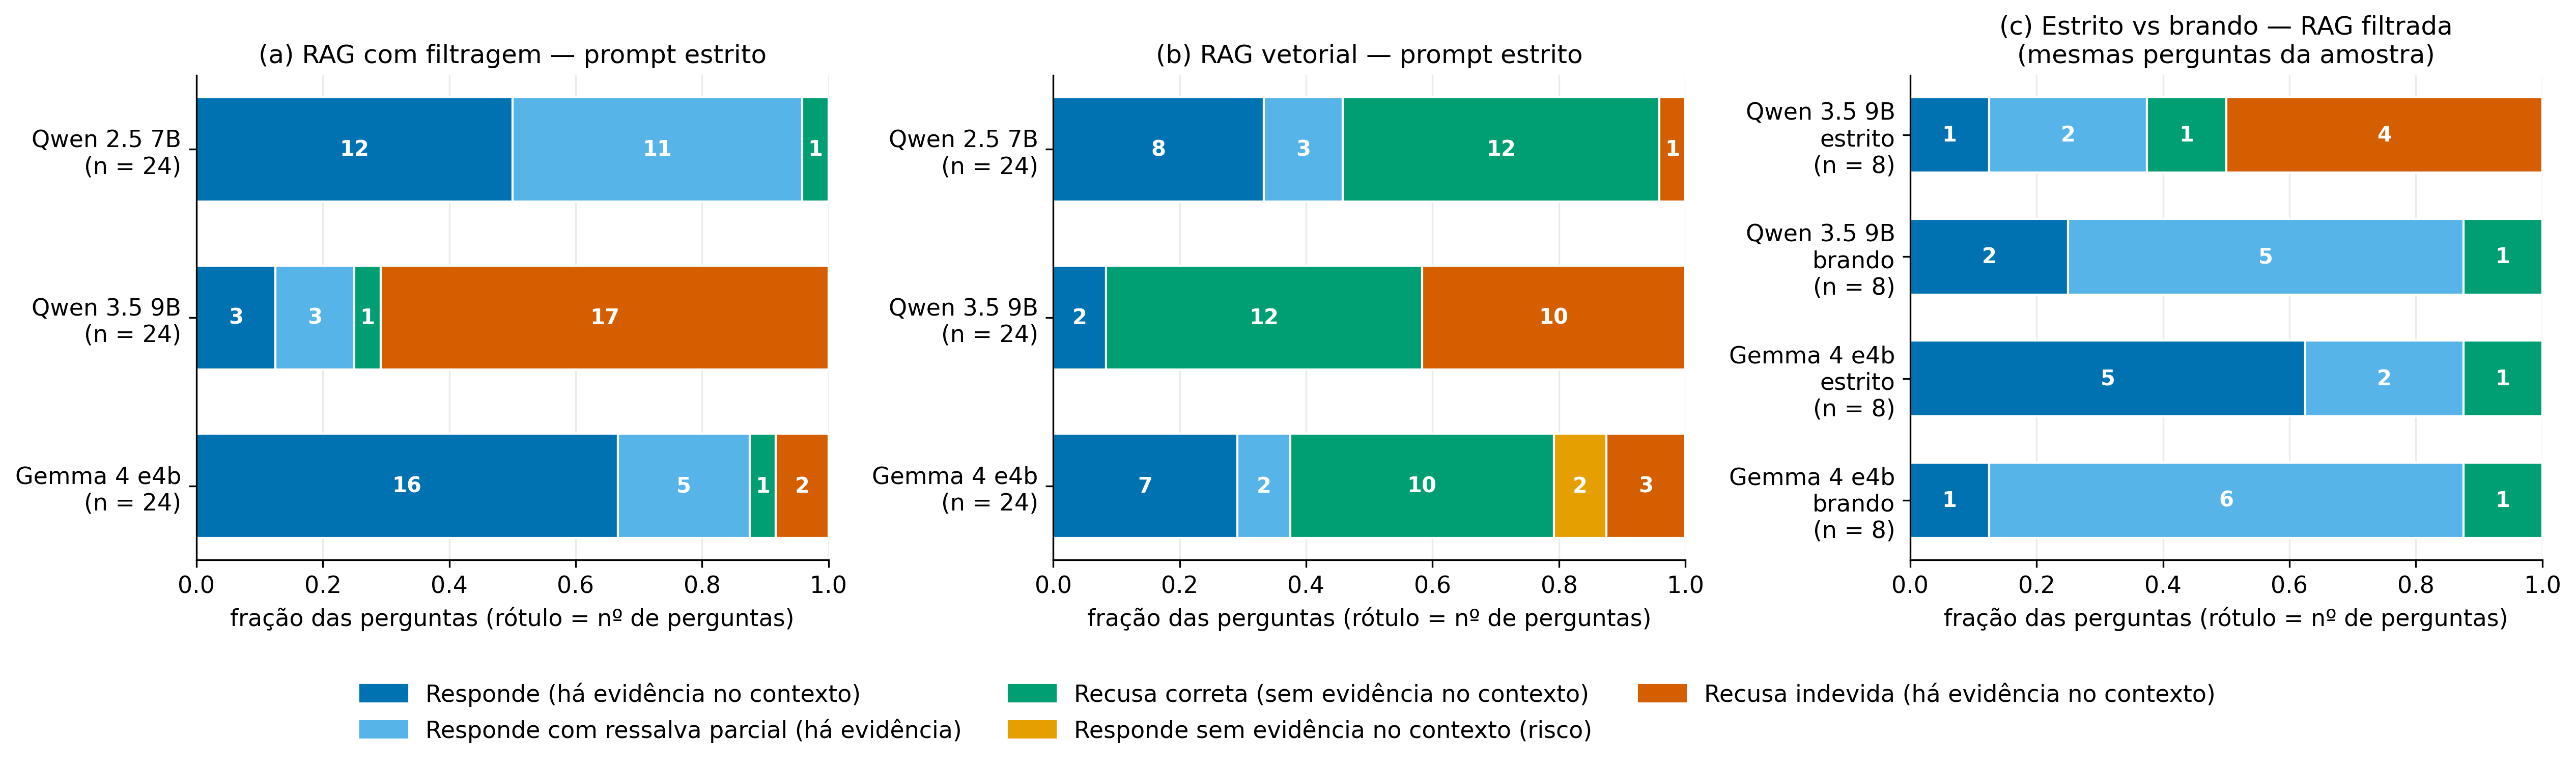 (a) RAG com filtragem — prompt estrito
Qwen 2.5 7B
(n = 24)
12
11
1
Qwen 3.5 9B
(n = 24)
3
3
1
17
Gemma 4 e4b
(n = 24)
16
5
1
2
0.0
0.2
0.4
0.6
0.8
1.0
fração das perguntas (rótulo = nº de perguntas)
(b) RAG vetorial — prompt estrito
Qwen 2.5 7B
(n = 24)
8
3
12
1
Qwen 3.5 9B
(n = 24)
2
12
10
Gemma 4 e4b
(n = 24)
7
2
10
2
3
0.0
0.2
0.4
0.6
0.8
1.0
fração das perguntas (rótulo = nº de perguntas)
(c) Estrito vs brando — RAG filtrada
(mesmas perguntas da amostra)
Qwen 3.5 9B
estrito
(n = 8)
1
2
1
4
Qwen 3.5 9B
brando
(n = 8)
2
5
1
Gemma 4 e4b
estrito
(n = 8)
5
2
1
Gemma 4 e4b
brando
(n = 8)
1
6
1
0.0
0.2
0.4
0.6
0.8
1.0
fração das perguntas (rótulo = nº de perguntas)
Responde (há evidência no contexto)
Responde com ressalva parcial (há evidência)
Recusa correta (sem evidência no contexto)
Responde sem evidência no contexto (risco)
Recusa indevida (há evidência no contexto)